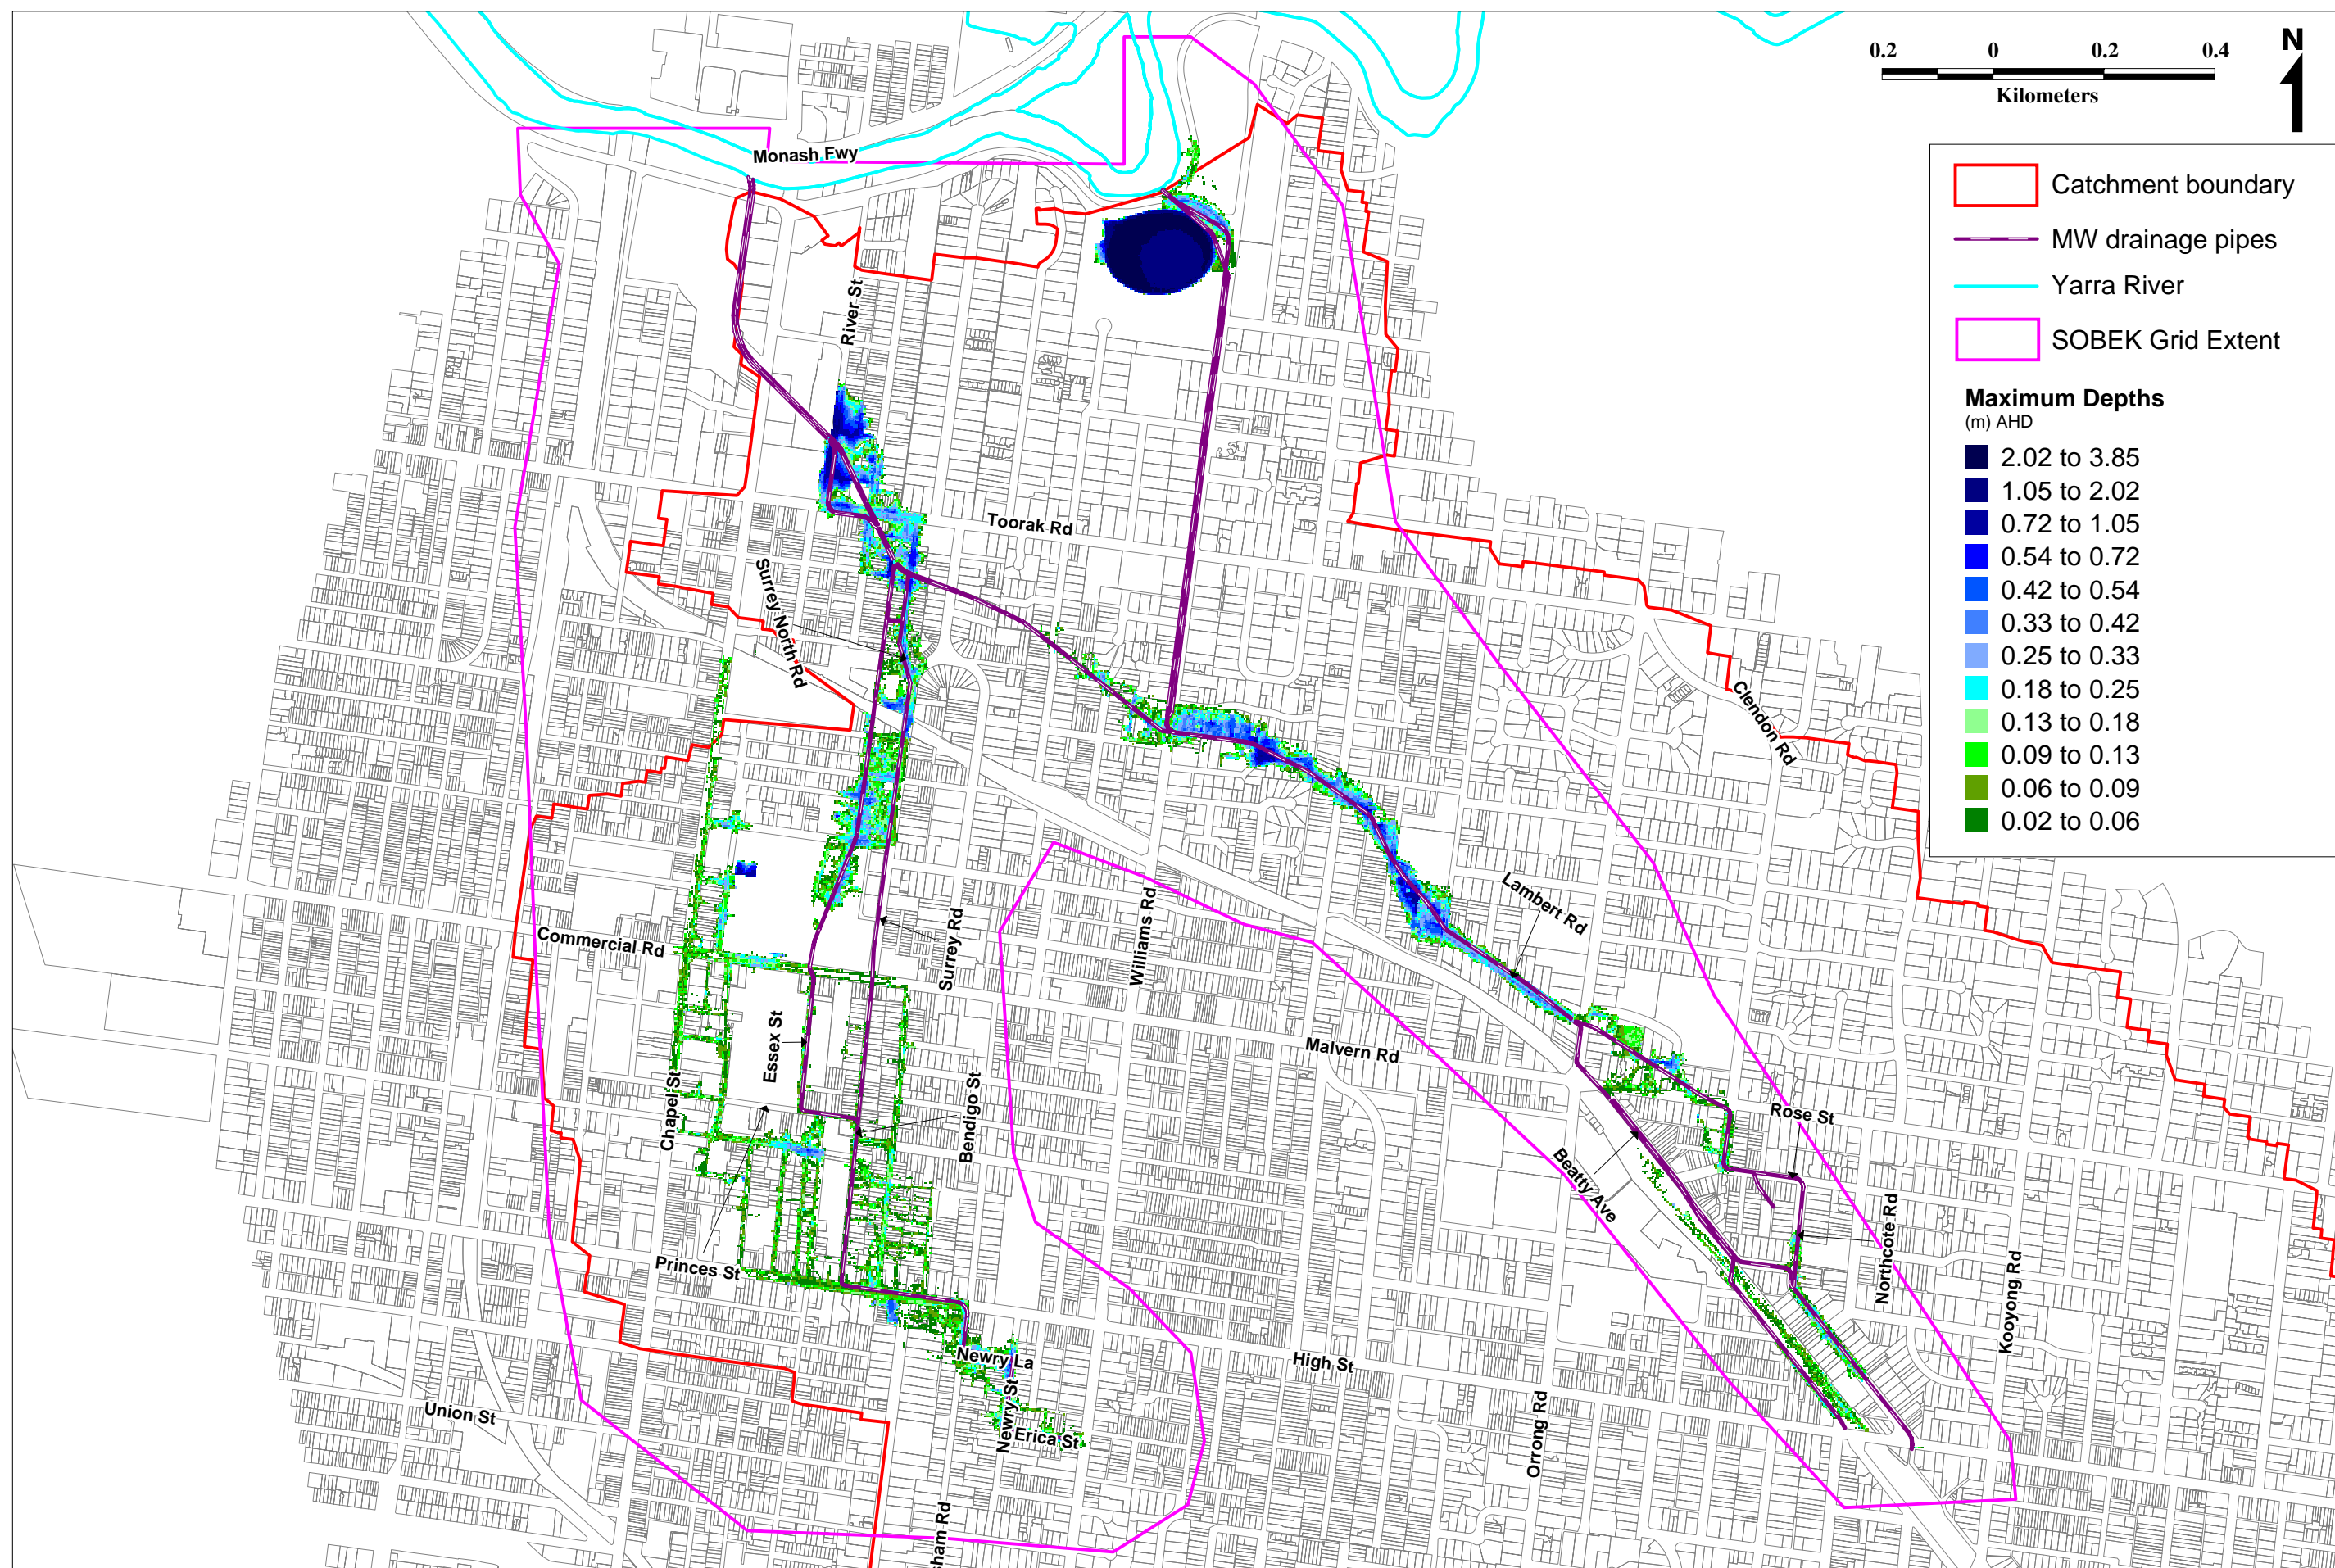 0.2 0 0.2 0.4
Kilometers
N
Catchment boundary
MW drainage pipes
Yarra River
SOBEK Grid Extent
Maximum Depths
(m) AHD
2.02 to 3.85
1.05 to 2.02
0.72 to 1.05
0.54 to 0.72
0.42 to 0.54
0.33 to 0.42
0.25 to 0.33
0.18 to 0.25
0.13 to 0.18
0.09 to 0.13
0.06 to 0.09
0.02 to 0.06
Monash Fwy
River St
Toorak Rd
Surrey North Rd
Clendon Rd
Lambert Rd
Williams Rd
Surrey Rd
Commercial Rd
Essex St
Malvern Rd
Chapel St
Bendigo St
Rose St
Beatty Ave
Northcote Rd
Kooyong Rd
Princes St
Newry La
High St
Newry St
Erica St
Orrong Rd
Union St
ham Rd